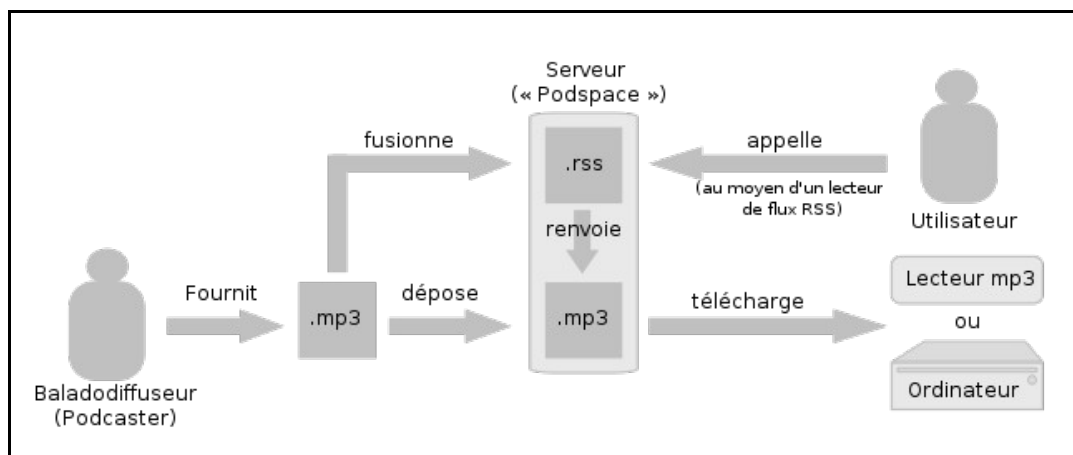 Serveur
(« Podspace »)
fusionne
.rss
appelle
(au moyen d'un lecteur
de flux RSS)
Utilisateur
renvoie
Fournit
.mp3
dépose
.mp3
télécharge
Lecteur mp3
ou
Ordinateur
Baladodiffuseur
(Podcaster)